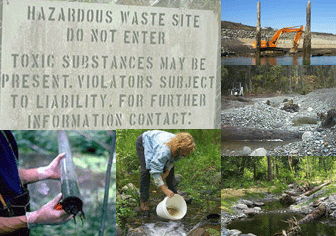 HAZARDOUS WASTE SITE
DO NOT ENTER
TOXIC SUBSTANCES MAY BE
PRESENT. VIOLATORS SUBJECT
TO LIABILITY. FOR FURTHER
INFORMATION CONTACT: